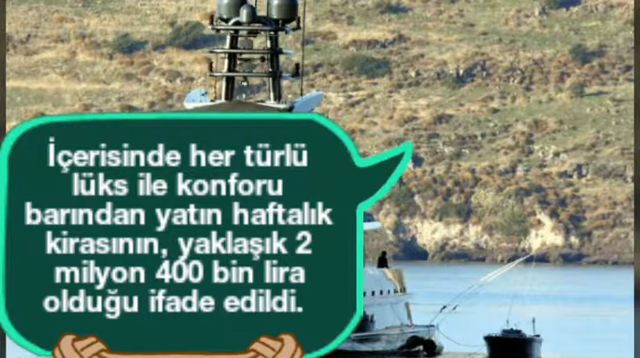 İçerisinde her türlü
lüks ile konforu
barından yatın haftalık
kirasının, yaklaşık 2
milyon 400 bin lira
olduğu ifade edildi.